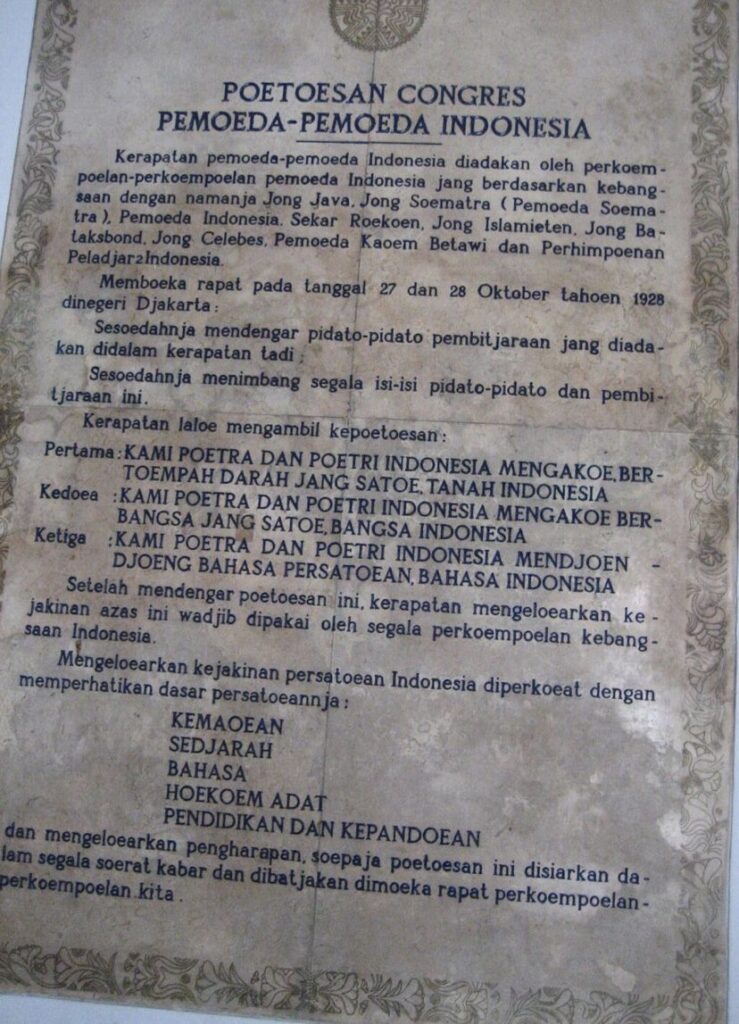 POETOESAN CONGRES
PEMOEDA-PEMOEDA INDONESIA
Kerapatan pemoeda-pemoeda Indonesia diadakan oleh perkoem-
poelan-perkoempoelan pemoeda Indonesia jang berdasarkan kebang-
saan dengan namanja Jong Java, Jong Soematra (Pemoeda Soema-
tra), Pemoeda Indonesia, Sekar Roekoen, Jong Islamieten, Jong Ba-
taksbond, Jong Celebes, Pemoeda Kaoem Betawi dan Perhimpoenan
Peladjar2Indonesia.
Memboeka rapat pada tanggal 27 dan 28 Oktober tahoen 1928
dinegeri Djakarta:
Sesoedahnja mendengar pidato-pidato pembitjaraan jang diada-
kan didalam kerapatan tadi;
Sesoedahnja menimbang segala isi-isi pidato-pidato dan pembi-
tjaraan ini.
Kerapatan laloe mengambil kepoetoesan:
Pertama:KAMI POETRA DAN POETRI INDONESIA MENGAKOE,BER-
TOEMPAH DARAH JANG SATOE,TANAH INDONESIA
Kedoea :KAMI POETRA DAN POETRI INDONESIA MENGAKOE BER-
BANGSA JANG SATOE,BANGSA INDONESIA
Ketiga :KAMI POETRA DAN POETRI INDONESIA MENDJOEN -
DJOENG BAHASA PERSATOEAN,BAHASA INDONESIA
Setelah mendengar poetoesan ini, kerapatan mengeloearkan ke-
jakinan azas ini wadjib dipakai oleh segala perkoempoelan kebang-
saan Indonesia.
Mengeloearkan kejakinan persatoean Indonesia diperkoeat dengan
memperhatikan dasar persatoeannja:
KEMAOEAN
SEDJARAH
BAHASA
HOEKOEM ADAT
PENDIDIKAN DAN KEPANDOEAN
dan mengeloearkan pengharapan, soepaja poetoesan ini disiarkan da-
lam segala soerat kabar dan dibatjakan dimoeka rapat perkoempoelan-
perkoempoelan kita.